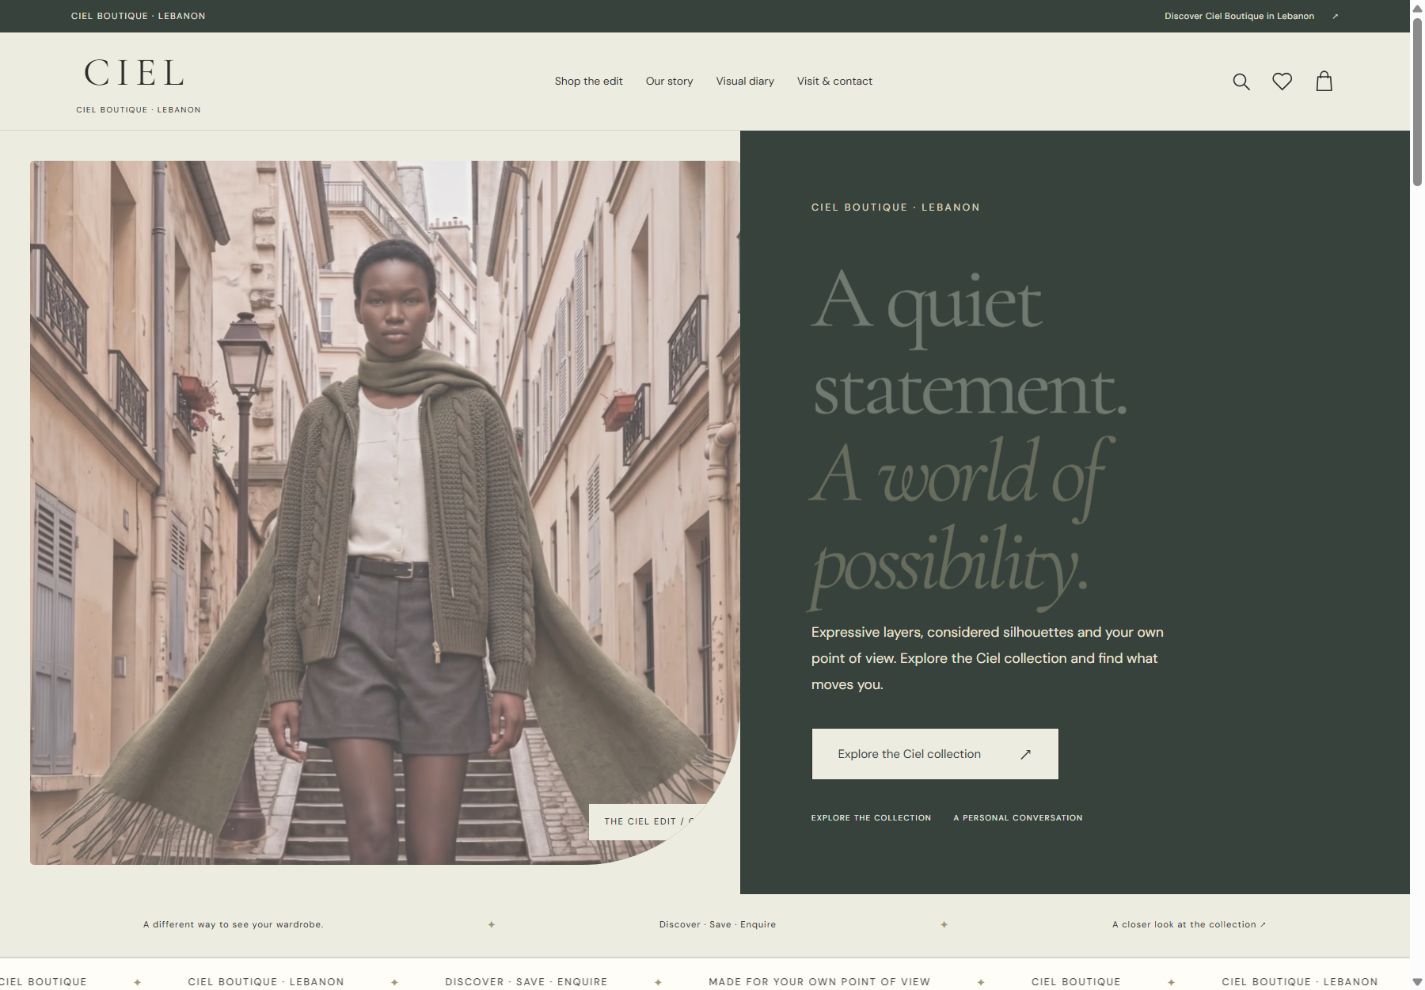 CIEL BOUTIQUE · LEBANON
Discover Ciel Boutique in Lebanon ↗
CIEL
CIEL BOUTIQUE · LEBANON
Shop the edit
Our story
Visual diary
Visit & contact
THE CIEL EDIT /
CIEL BOUTIQUE · LEBANON
A quiet
statement.
A world of
possibility.
Expressive layers, considered silhouettes and your own
point of view. Explore the Ciel collection and find what
moves you.
Explore the Ciel collection ↗
EXPLORE THE COLLECTION
A PERSONAL CONVERSATION
A different way to see your wardrobe. ✦ Discover · Save · Enquire ✦ A closer look at the collection ↗
CIEL BOUTIQUE ✦ CIEL BOUTIQUE · LEBANON ✦ DISCOVER · SAVE · ENQUIRE ✦ MADE FOR YOUR OWN POINT OF VIEW ✦ CIEL BOUTIQUE ✦ CIEL BOUTIQUE · LEBANON